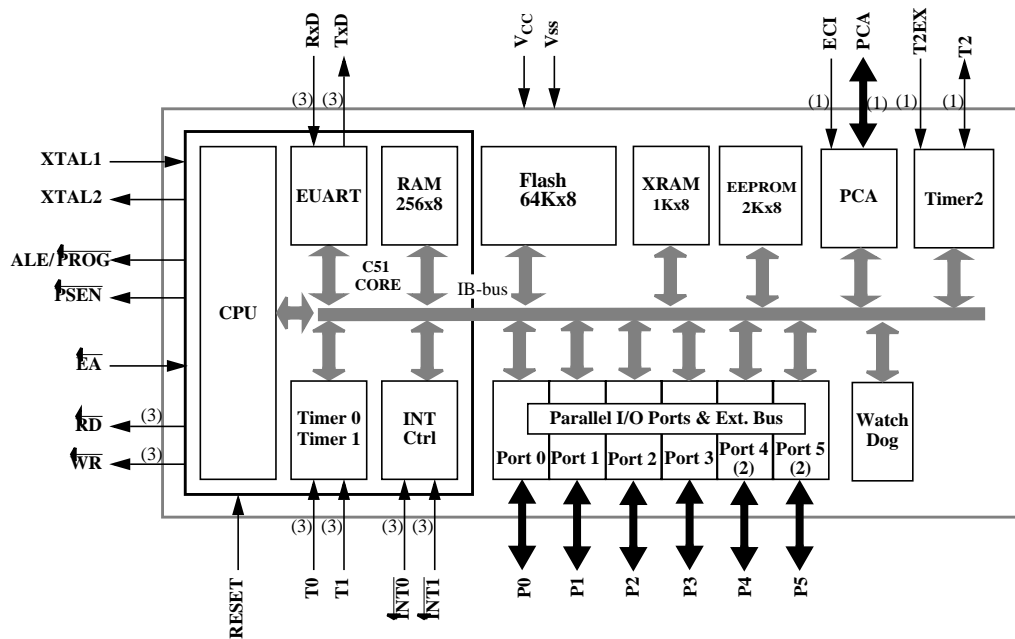 RxD
TxD
VCC
Vss
ECI
PCA
T2EX
T2
(3)
(3)
(1)
(1)
(1)
(1)
XTAL1
XTAL2
ALE/PROG
PSEN
EA
RD
(3)
WR
(3)
CPU
EUART
RAM
256x8
Flash
64Kx8
XRAM
1Kx8
EEPROM
2Kx8
PCA
Timer2
C51
CORE
IB-bus
Timer 0
Timer 1
INT
Ctrl
Parallel I/O Ports & Ext. Bus
Port 0
Port 1
Port 2
Port 3
Port 4
(2)
Port 5
(2)
Watch
Dog
(3)
(3)
(3)
(3)
RESET
T0
T1
INT0
INT1
P0
P1
P2
P3
P4
P5